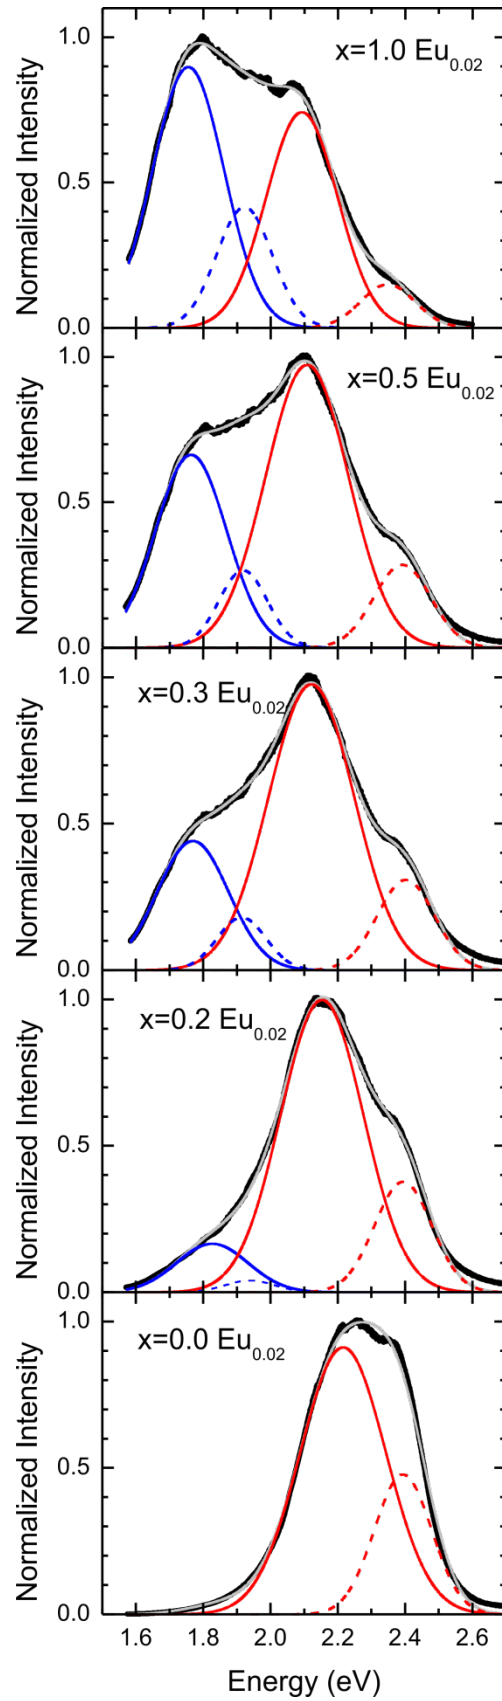 Normalized Intensity
1.0
0.5
0.0
x=1.0 Eu0.02
Normalized Intensity
1.0
0.5
0.0
x=0.5 Eu0.02
Normalized Intensity
1.0
0.5
0.0
x=0.3 Eu0.02
Normalized Intensity
1.0
0.5
0.0
x=0.2 Eu0.02
Normalized Intensity
1.0
0.5
0.0
x=0.0 Eu0.02
1.6 1.8 2.0 2.2 2.4 2.6
Energy (eV)